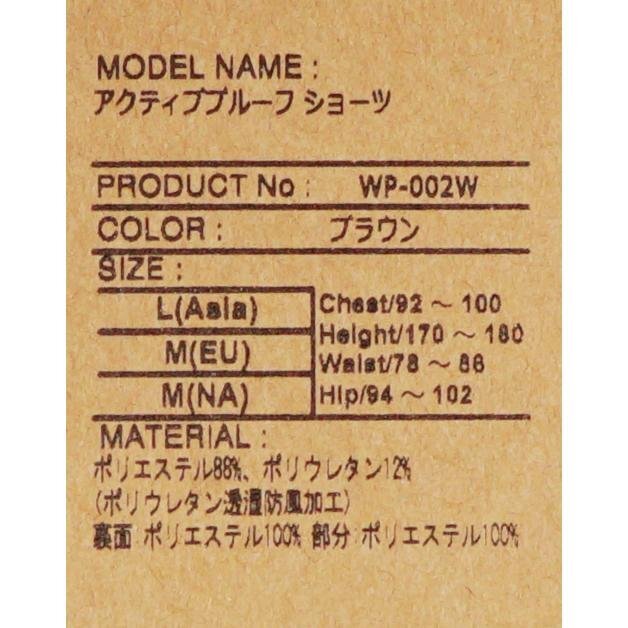 MODEL NAME :
アクティブプルーフ ショーツ
PRODUCT No : WP-002W
COLOR : ブラウン
SIZE :
L(Asia)
M(EU)
M(NA)
Chest/92 ～ 100
Height/170 ～ 180
Waist/78 ～ 86
Hip/94 ～ 102
MATERIAL :
ポリエステル88%、ポリウレタン12%
(ポリウレタン透湿防風加工)
裏面:ポリエステル100% 部分:ポリエステル100%